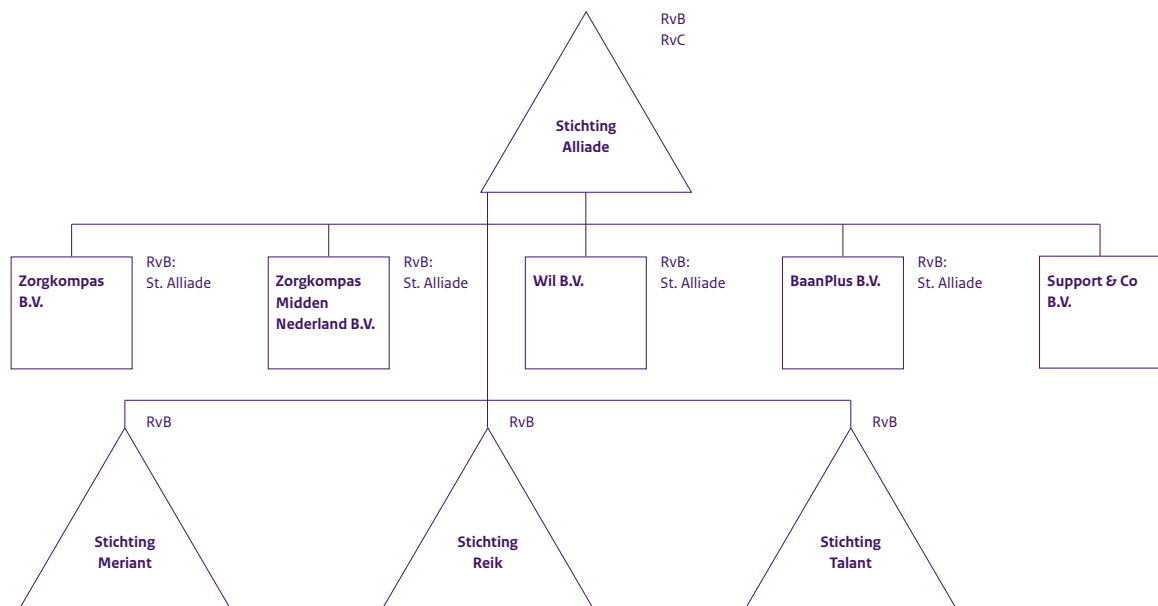 RvB
RvC
Stichting
Alliade
Zorgkompas
B.V.
RvB:
St. Alliade
Zorgkompas
Midden
Nederland B.V.
RvB:
St. Alliade
Wil B.V.
RvB:
St. Alliade
BaanPlus B.V.
RvB:
St. Alliade
Support & Co
B.V.
RvB
RvB
RvB
Stichting
Meriant
Stichting
Reik
Stichting
Talant